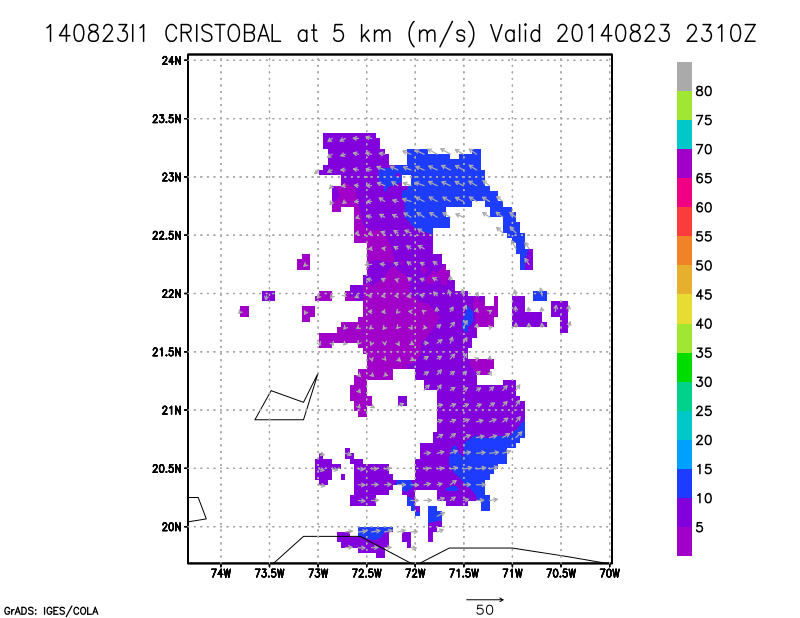 140823I1 CRISTOBAL at 5 km (m/s) Valid 20140823 2310Z
24N
23.5N
23N
22.5N
22N
21.5N
21N
20.5N
20N
74W 73.5W 73W 72.5W 72W 71.5W 71W 70.5W 70W
80
75
70
65
60
55
50
45
40
35
30
25
20
15
10
5
50
GrADS: IGES/COLA